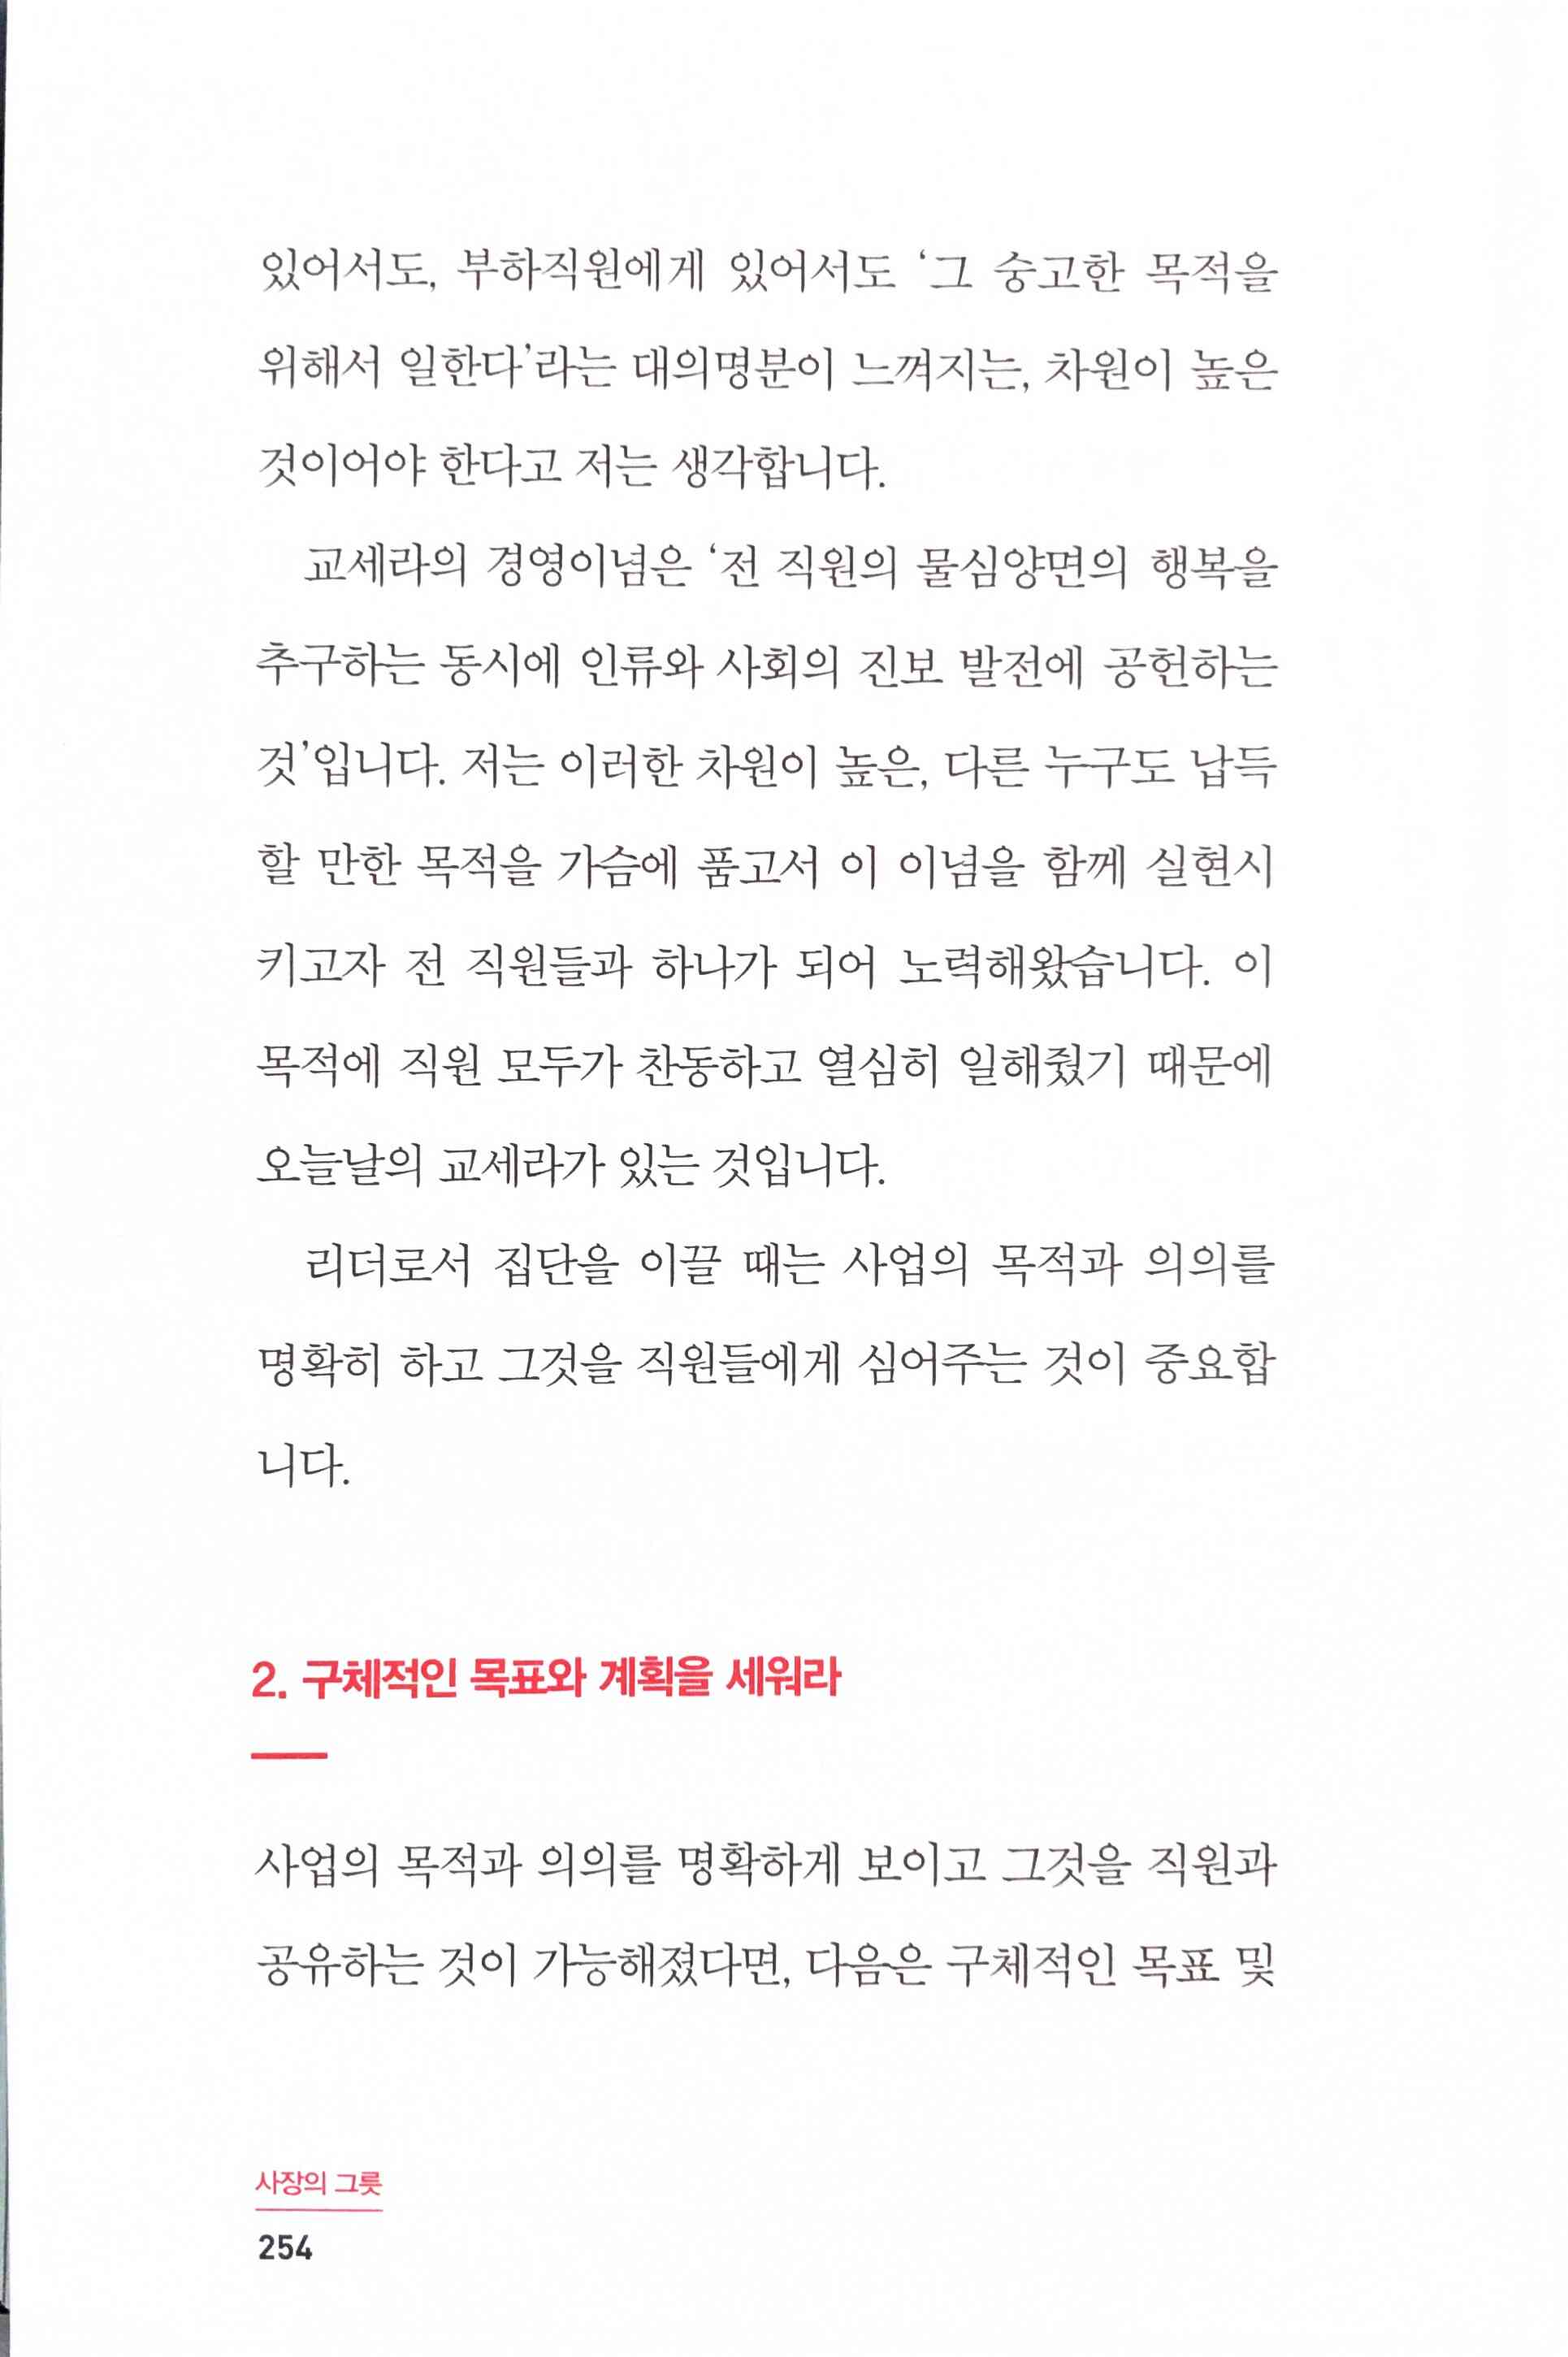 있어서도, 부하직원에게 있어서도 ‘그 숭고한 목적을
위해서 일한다’라는 대의명분이 느껴지는, 차원이 높은
것이어야 한다고 저는 생각합니다.
교세라의 경영이념은 ‘전 직원의 물심양면의 행복을
추구하는 동시에 인류와 사회의 진보 발전에 공헌하는
것’입니다. 저는 이러한 차원이 높은, 다른 누구도 납득
할 만한 목적을 가슴에 품고서 이 이념을 함께 실현시
키고자 전 직원들과 하나가 되어 노력해왔습니다. 이
목적에 직원 모두가 찬동하고 열심히 일해줬기 때문에
오늘날의 교세라가 있는 것입니다.
리더로서 집단을 이끌 때는 사업의 목적과 의의를
명확히 하고 그것을 직원들에게 심어주는 것이 중요합
니다.
2. 구체적인 목표와 계획을 세워라
사업의 목적과 의의를 명확하게 보이고 그것을 직원과
공유하는 것이 가능해졌다면, 다음은 구체적인 목표 및
사장의 그릇
254